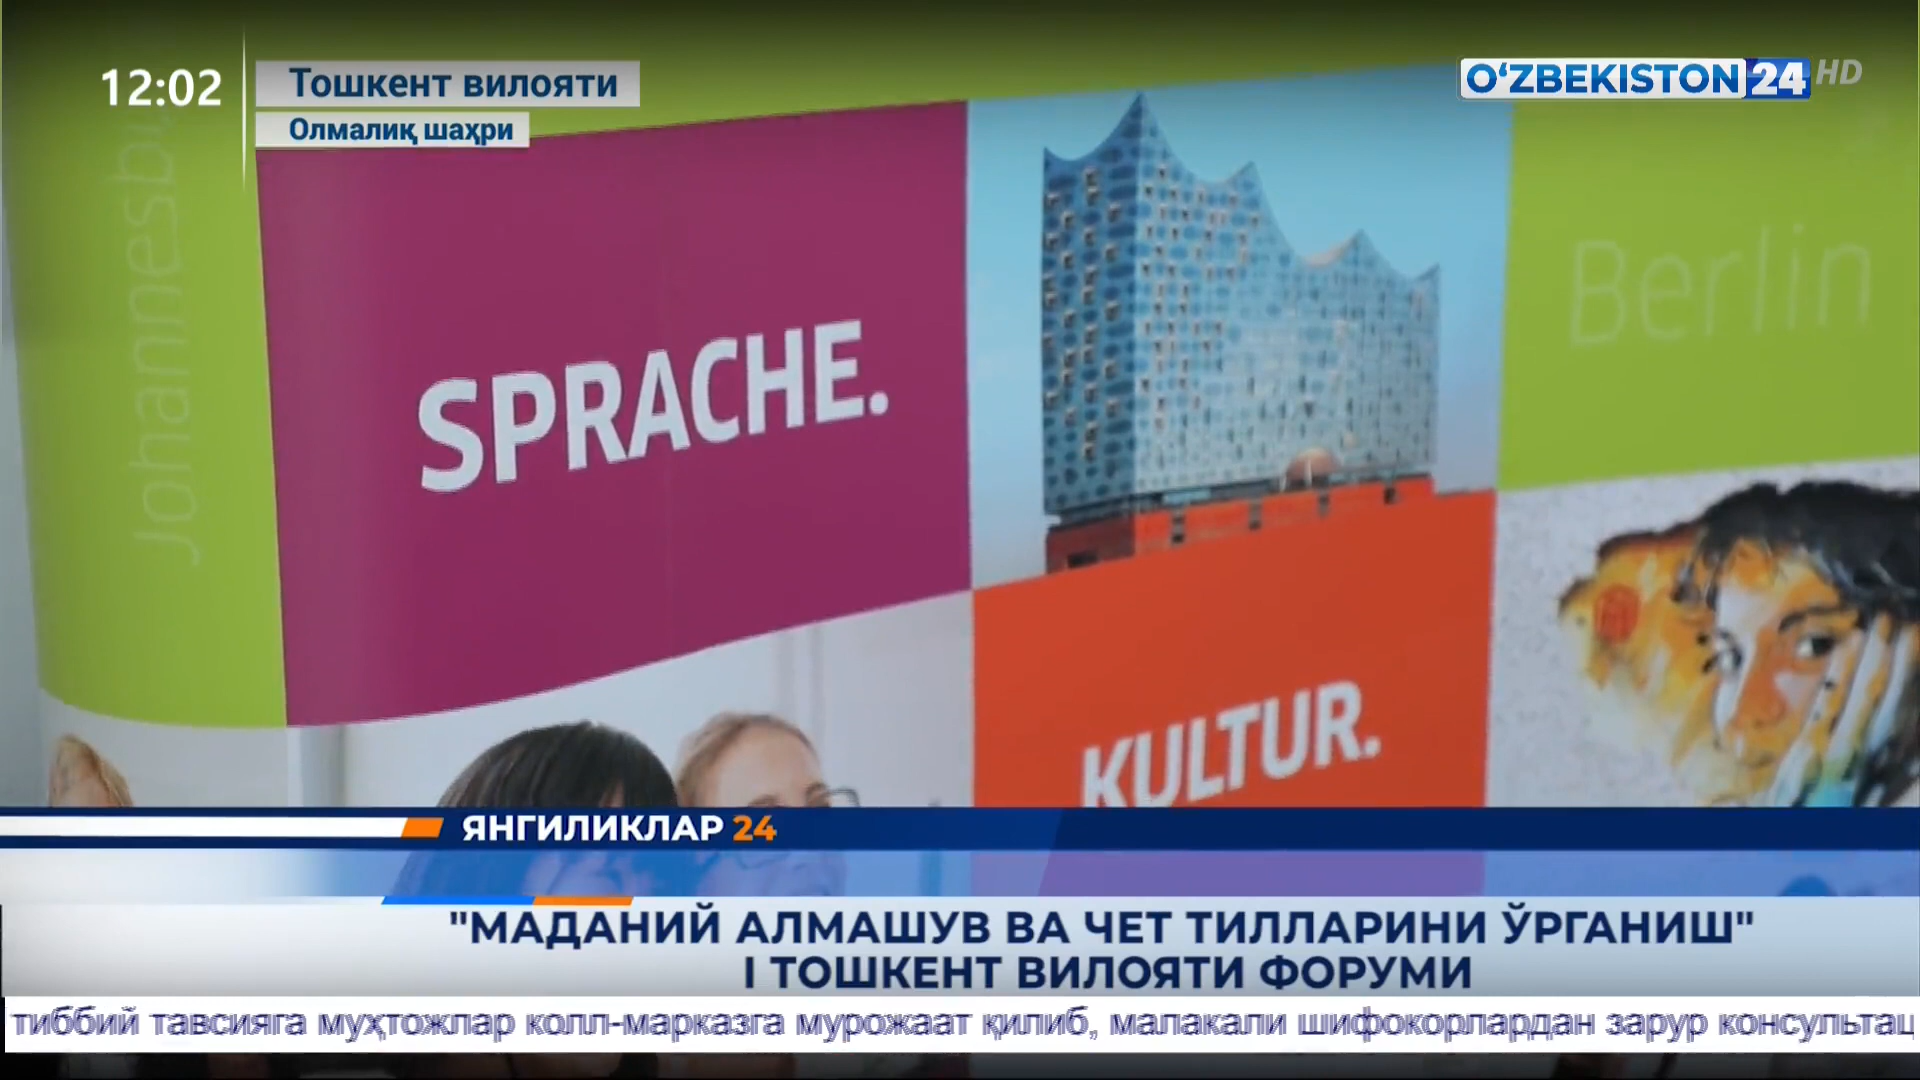 12:02
Тошкент вилояти
Олмалиқ шаҳри
O‘ZBEKISTON 24 HD
SPRACHE.
Berlin
KULTUR.
ЯНГИЛИКЛАР 24
"МАДАНИЙ АЛМАШУВ ВА ЧЕТ ТИЛЛАРИНИ ЎРГАНИШ"
I ТОШКЕНТ ВИЛОЯТИ ФОРУМИ
тиббий тавсияга муҳтожлар колл-марказга мурожаат қилиб, малакали шифокорлардан зарур